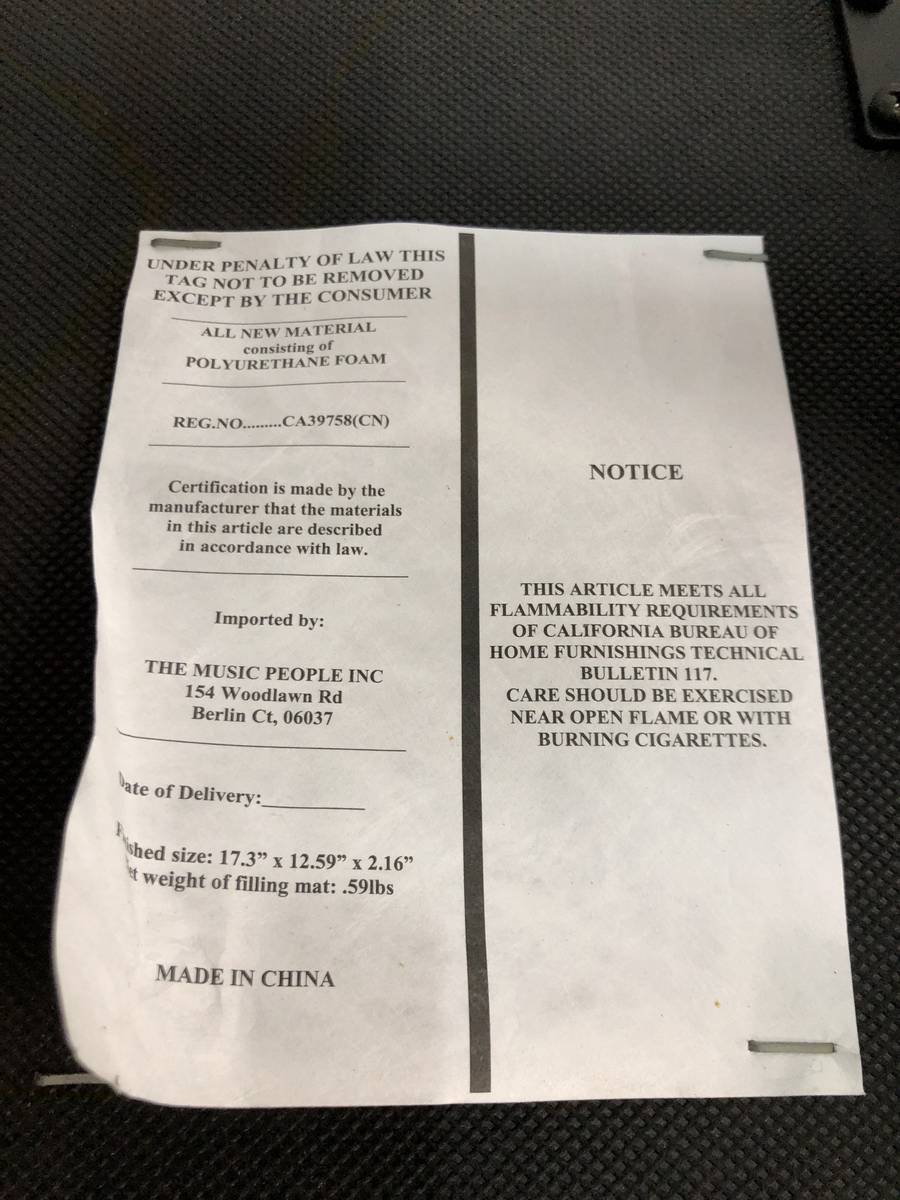 UNDER PENALTY OF LAW THIS
TAG NOT TO BE REMOVED
EXCEPT BY THE CONSUMER
ALL NEW MATERIAL
consisting of
POLYURETHANE FOAM
REG.NO.........CA39758(CN)
Certification is made by the
manufacturer that the materials
in this article are described
in accordance with law.
Imported by:
THE MUSIC PEOPLE INC
154 Woodlawn Rd
Berlin Ct, 06037
Date of Delivery:__________
shed size: 17.3” x 12.59” x 2.16”
et weight of filling mat: .59lbs
MADE IN CHINA
NOTICE
THIS ARTICLE MEETS ALL
FLAMMABILITY REQUIREMENTS
OF CALIFORNIA BUREAU OF
HOME FURNISHINGS TECHNICAL
BULLETIN 117.
CARE SHOULD BE EXERCISED
NEAR OPEN FLAME OR WITH
BURNING CIGARETTES.